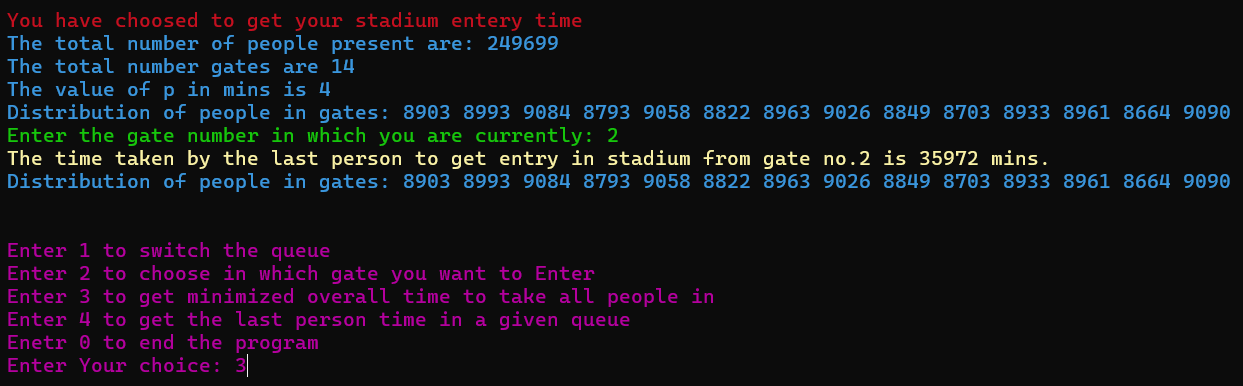 You have choosed to get your stadium entery time
The total number of people present are: 249699
The total number gates are 14
The value of p in mins is 4
Distribution of people in gates: 8903 8993 9084 8793 9058 8822 8963 9026 8849 8703 8933 8961 8664 9090
Enter the gate number in which you are currently: 2
The time taken by the last person to get entry in stadium from gate no.2 is 35972 mins.
Distribution of people in gates: 8903 8993 9084 8793 9058 8822 8963 9026 8849 8703 8933 8961 8664 9090
Enter 1 to switch the queue
Enter 2 to choose in which gate you want to Enter
Enter 3 to get minimized overall time to take all people in
Enter 4 to get the last person time in a given queue
Enetr 0 to end the program
Enter Your choice: 3